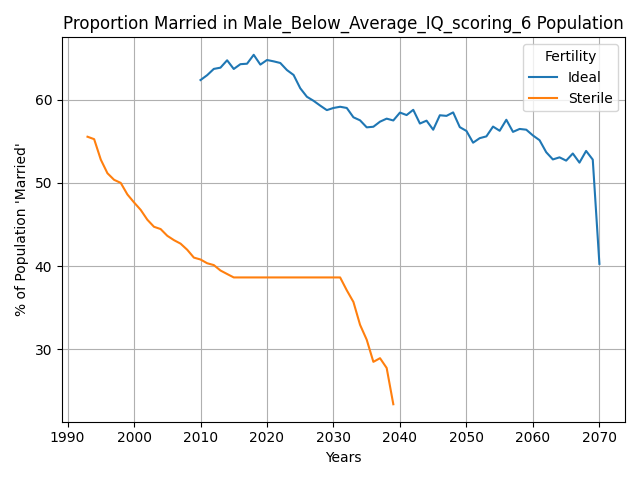 Proportion Married in Male_Below_Average_IQ_scoring_6 Population
Fertility
Ideal
Sterile
% of Population 'Married'
60
50
40
30
1990 2000 2010 2020 2030 2040 2050 2060 2070
Years